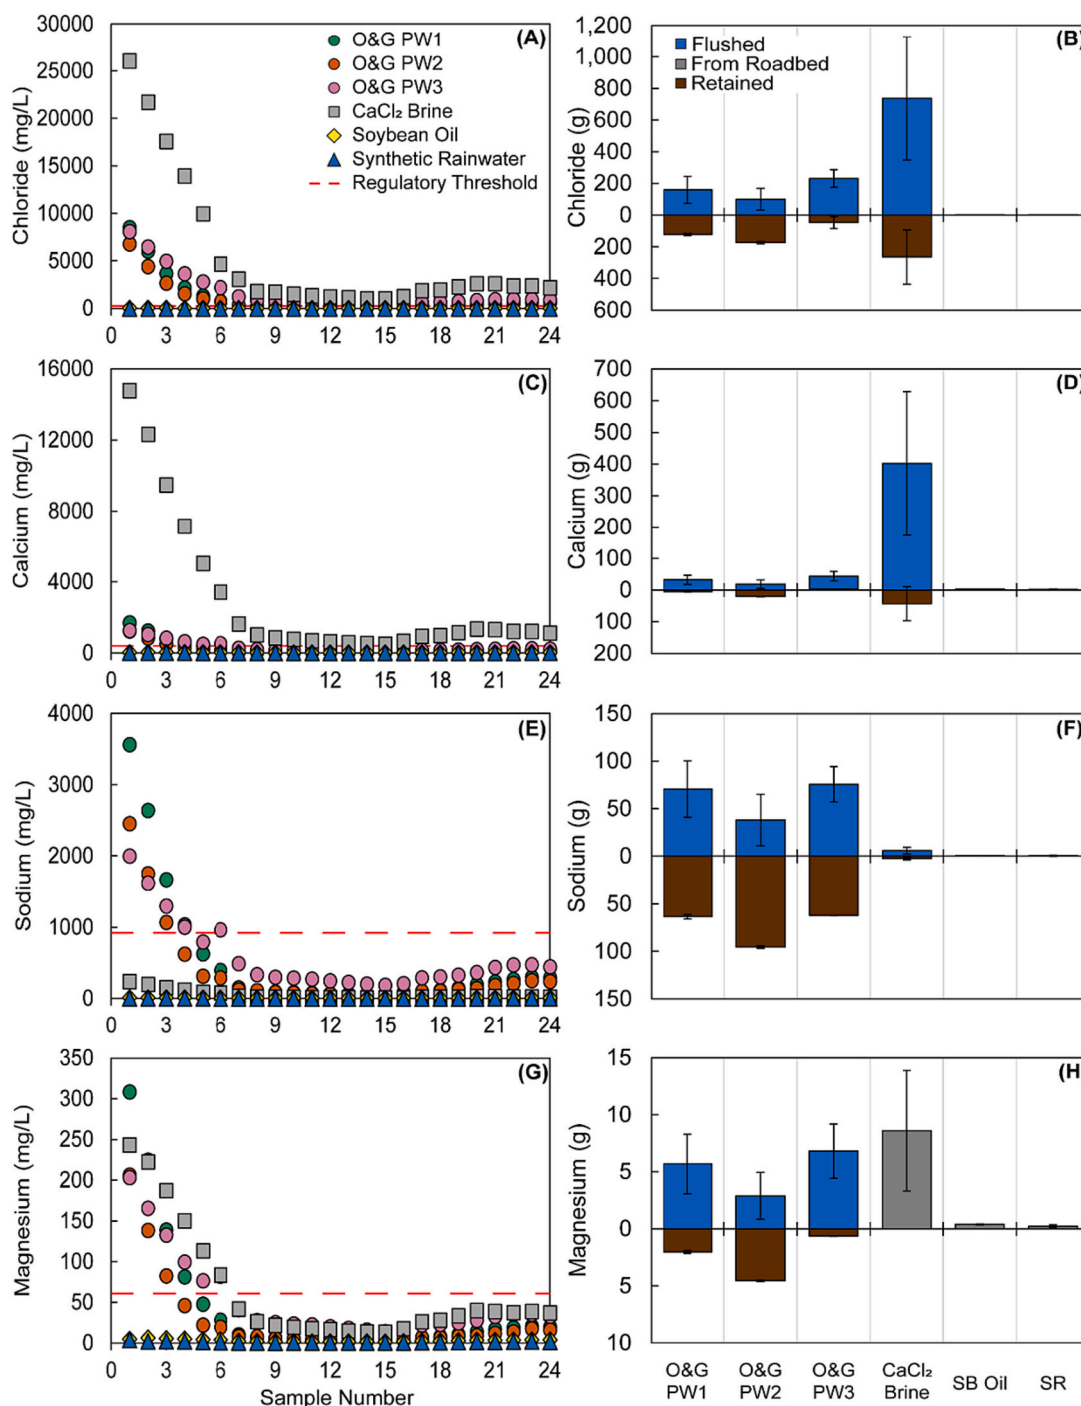 30000
25000
20000
15000
10000
5000
0
Chloride (mg/L)
(A)
O&G PW1
O&G PW2
O&G PW3
CaCl₂ Brine
Soybean Oil
Synthetic Rainwater
Regulatory Threshold
0 3 6 9 12 15 18 21 24
1,200
1,000
800
600
400
200
0
200
400
600
Chloride (g)
(B)
Flushed
From Roadbed
Retained
16000
12000
8000
4000
0
Calcium (mg/L)
(C)
0 3 6 9 12 15 18 21 24
700
600
500
400
300
200
100
0
100
200
Calcium (g)
(D)
4000
3000
2000
1000
0
Sodium (mg/L)
(E)
0 3 6 9 12 15 18 21 24
150
100
50
0
50
100
150
Sodium (g)
(F)
350
300
250
200
150
100
50
0
Magnesium (mg/L)
(G)
0 3 6 9 12 15 18 21 24
Sample Number
15
10
5
0
5
10
Magnesium (g)
(H)
O&G PW1
O&G PW2
O&G PW3
CaCl₂ Brine
SB Oil
SR